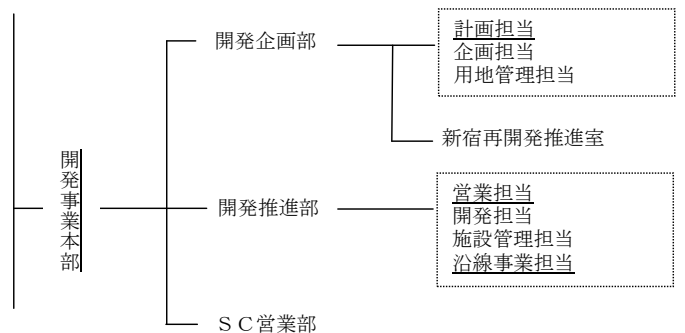 開発事業本部
開発企画部
計画担当
企画担当
用地管理担当
新宿再開発推進室
開発推進部
営業担当
開発担当
施設管理担当
沿線事業担当
ＳＣ営業部